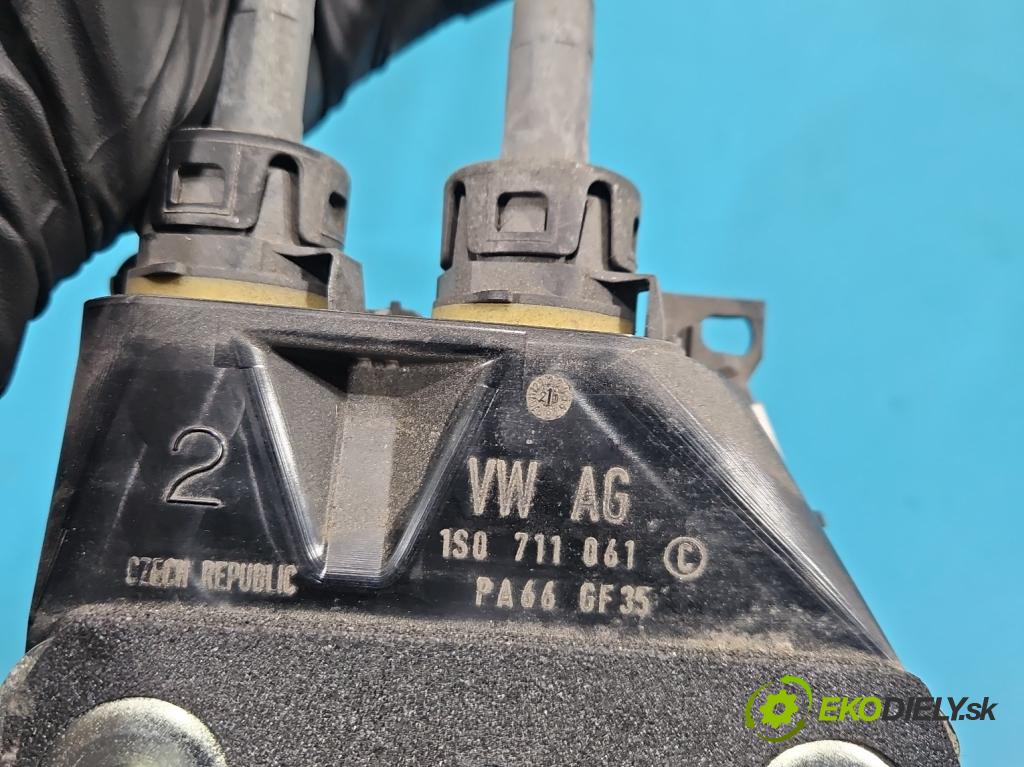 2
VW AG
1S0 711 061 C
CZECH REPUBLIC
PA66 GF35
EKODIELY.sk